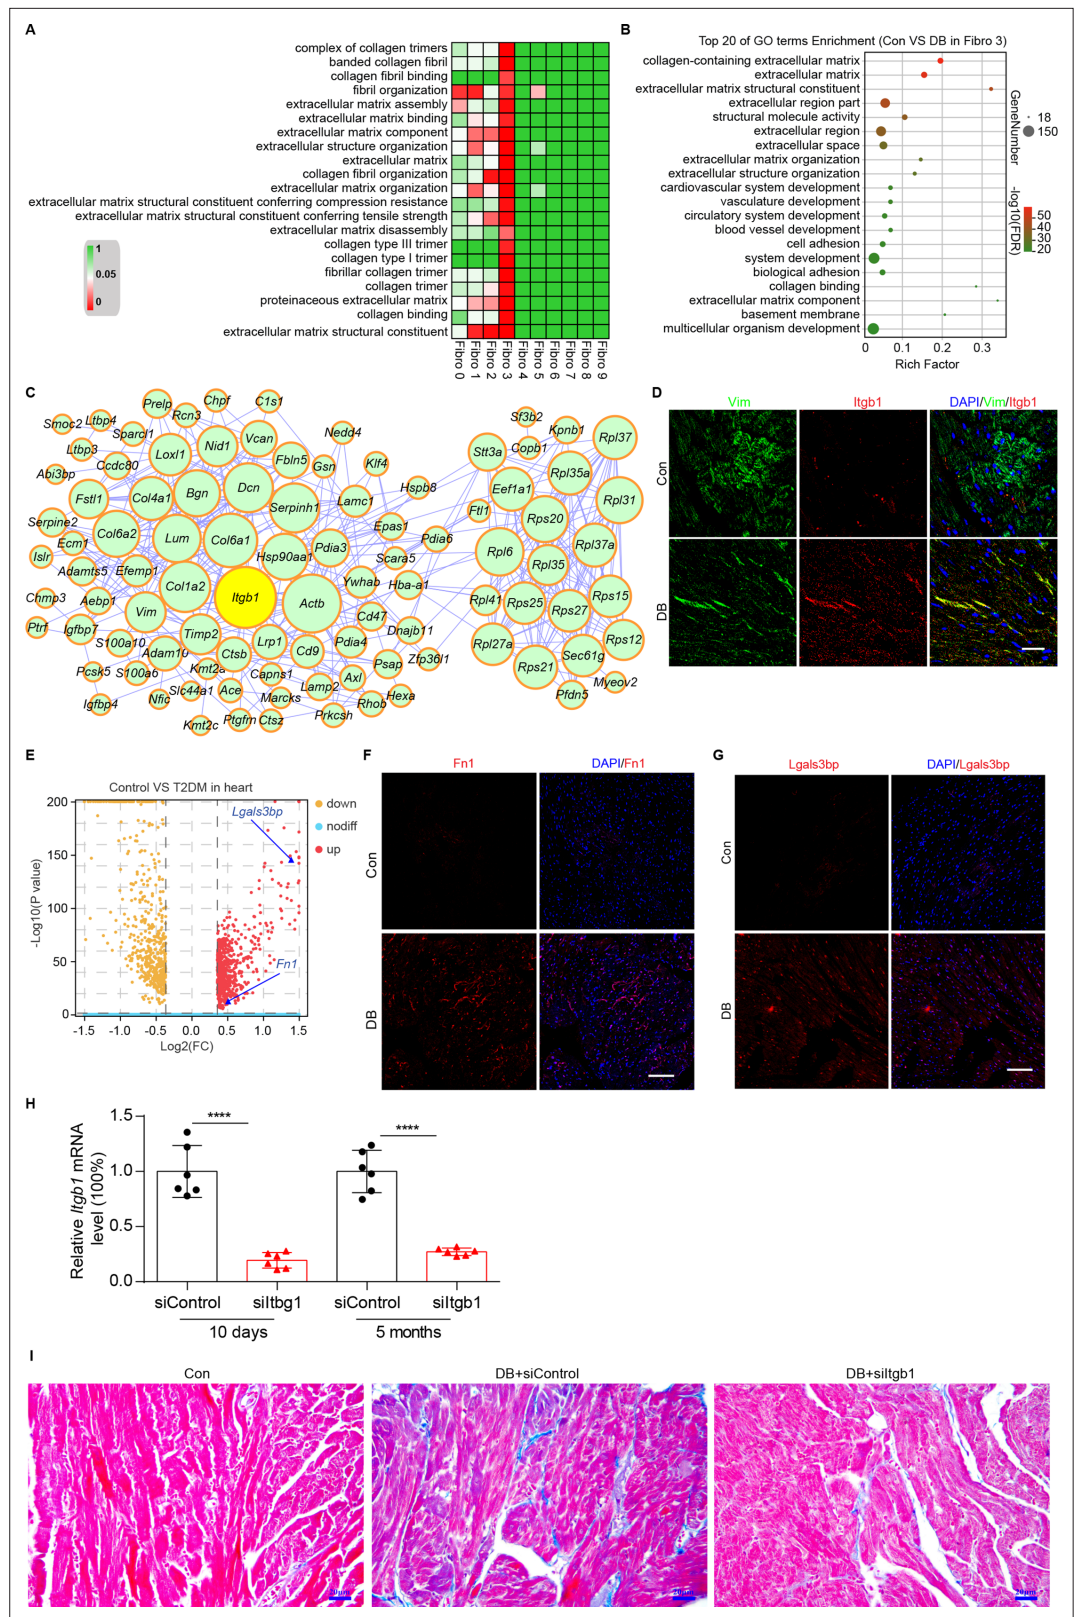 A
complex of collagen trimers
banded collagen fibril
collagen fibril binding
fibril organization
extracellular matrix assembly
extracellular matrix binding
extracellular matrix component
extracellular structure organization
extracellular matrix
collagen fibril organization
extracellular matrix organization
extracellular matrix structural constituent conferring compression resistance
extracellular matrix structural constituent conferring tensile strength
extracellular matrix disassembly
collagen type III trimer
collagen type I trimer
fibrillar collagen trimer
collagen trimer
proteinaceous extracellular matrix
collagen binding
extracellular matrix structural constituent
1
0.05
0
Fibro 0
Fibro 1
Fibro 2
Fibro 3
Fibro 4
Fibro 5
Fibro 6
Fibro 7
Fibro 8
Fibro 9
B
Top 20 of GO terms Enrichment (Con VS DB in Fibro 3)
collagen-containing extracellular matrix
extracellular matrix
extracellular matrix structural constituent
extracellular region part
structural molecule activity
extracellular region
extracellular space
extracellular matrix organization
extracellular structure organization
cardiovascular system development
vasculature development
circulatory system development
blood vessel development
cell adhesion
system development
biological adhesion
collagen binding
extracellular matrix component
basement membrane
multicellular organism development
0 0.1 0.2 0.3
Rich Factor
GeneNumber
18
150
-log10(FDR)
50
40
30
20
C
Prelp
Chpf
C1s1
Smoc2
Ltbp4
Rcn3
Sparcl1
Nid1
Vcan
Nedd4
Ltbp3
Loxl1
Fbln5
Gsn
Klf4
Abi3bp
Ccdc80
Fstl1
Col4a1
Bgn
Dcn
Serpinh1
Lamc1
Hspb8
Serpine2
Col6a2
Lum
Col6a1
Epas1
Ecm1
Hsp90aa1
Pdia3
Pdia6
Islr
Adamts5
Efemp1
Scara5
Col1a2
Itgb1
Actb
Ywhab
Hba-a1
Chmp3
Aebp1
Vim
Cd47
Ptrf
Igfbp7
S100a10
Timp2
Lrp1
Pdia4
Dnajb11
Adam10
Ctsb
Cd9
Zfp36l1
Pcsk5
S100a6
Kmt2a
Capns1
Axl
Psap
Slc44a1
Ace
Lamp2
Igfbp4
Nfic
Marcks
Rhob
Hexa
Kmt2c
Ptgfrn
Ctsz
Prkcsh
Sf3b2
Kpnb1
Rpl37
Stt3a
Copb1
Rpl35a
Eef1a1
Rpl31
Ftl1
Rps20
Rpl6
Rpl37a
Rpl35
Rpl41
Rps25
Rps27
Rps15
Rpl27a
Rps12
Rps21
Sec61g
Myeov2
Pfdn5
D
Vim
Itgb1
DAPI/Vim/Itgb1
Con
DB
E
Control VS T2DM in heart
200
150
100
50
0
-Log10(P value)
-1.5 -1.0 -0.5 0.0 0.5 1.0 1.5
Log2(FC)
Lgals3bp
Fn1
down
nodiff
up
F
Fn1
DAPI/Fn1
Con
DB
G
Lgals3bp
DAPI/Lgals3bp
Con
DB
H
Relative Itgb1 mRNA
level (100%)
1.5
1.0
0.5
0.0
****
****
siControl
siItbg1
siControl
siItgb1
10 days
5 months
I
Con
DB+siControl
DB+siItgb1
20μm
20μm
20μm